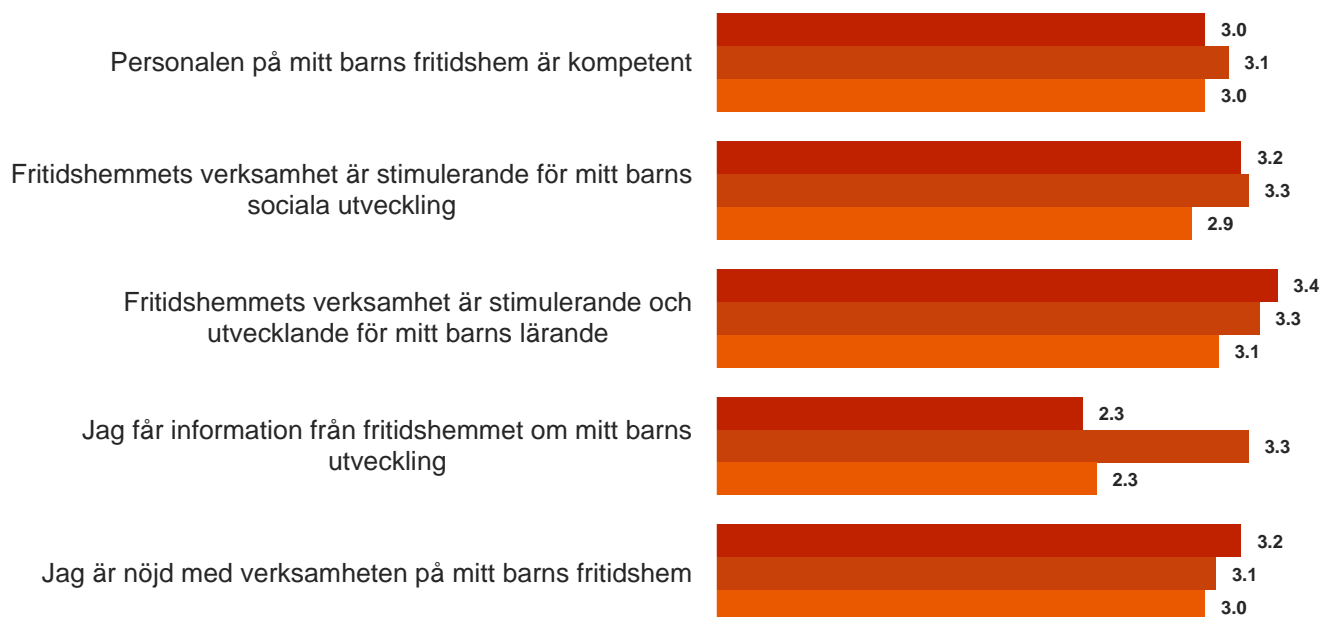 Personalen på mitt barns fritidshem är kompetent
3.0
3.1
3.0
Fritidshemmets verksamhet är stimulerande för mitt barns
sociala utveckling
3.2
3.3
2.9
Fritidshemmets verksamhet är stimulerande och
utvecklande för mitt barns lärande
3.4
3.3
3.1
Jag får information från fritidshemmet om mitt barns
utveckling
2.3
3.3
2.3
Jag är nöjd med verksamheten på mitt barns fritidshem
3.2
3.1
3.0